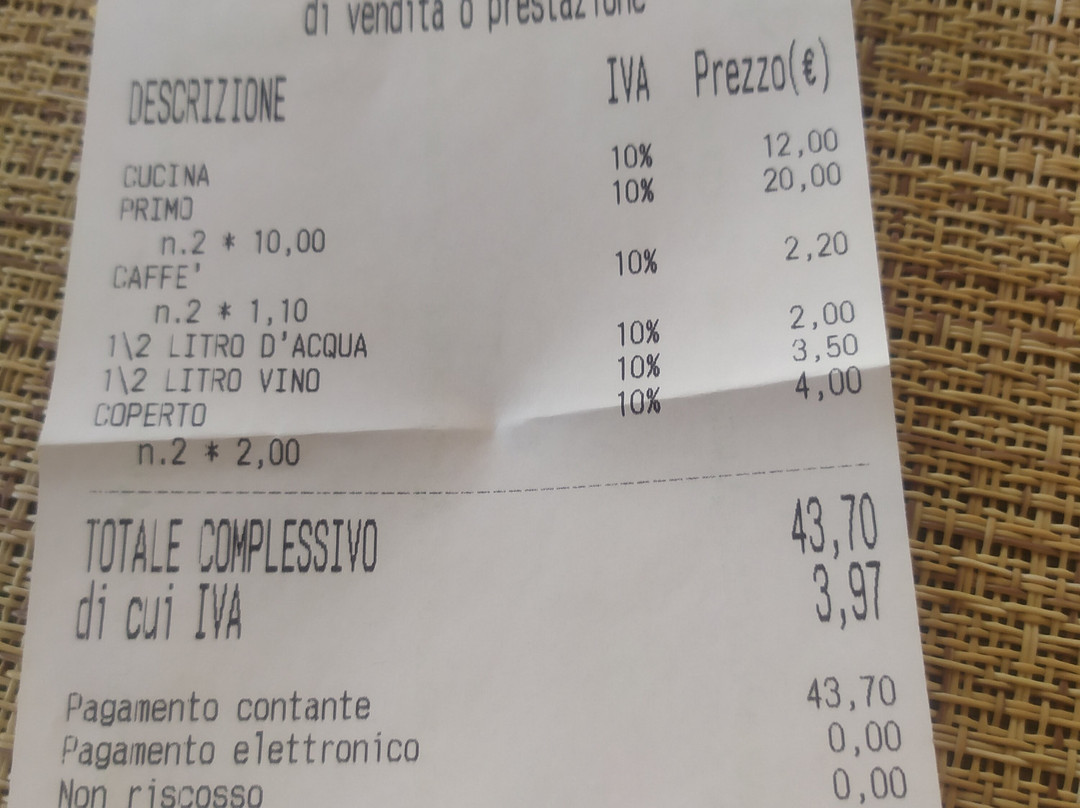 di vendita o prestazione
DESCRIZIONE IVA Prezzo(€)
CUCINA 10% 12,00
PRIMO 10% 20,00
n.2 * 10,00
CAFFE' 10% 2,20
n.2 * 1,10
1\2 LITRO D'ACQUA 10% 2,00
1\2 LITRO VINO 10% 3,50
COPERTO 10% 4,00
n.2 * 2,00
TOTALE COMPLESSIVO 43,70
di cui IVA 3,97
Pagamento contante 43,70
Pagamento elettronico 0,00
Non riscosso 0,00